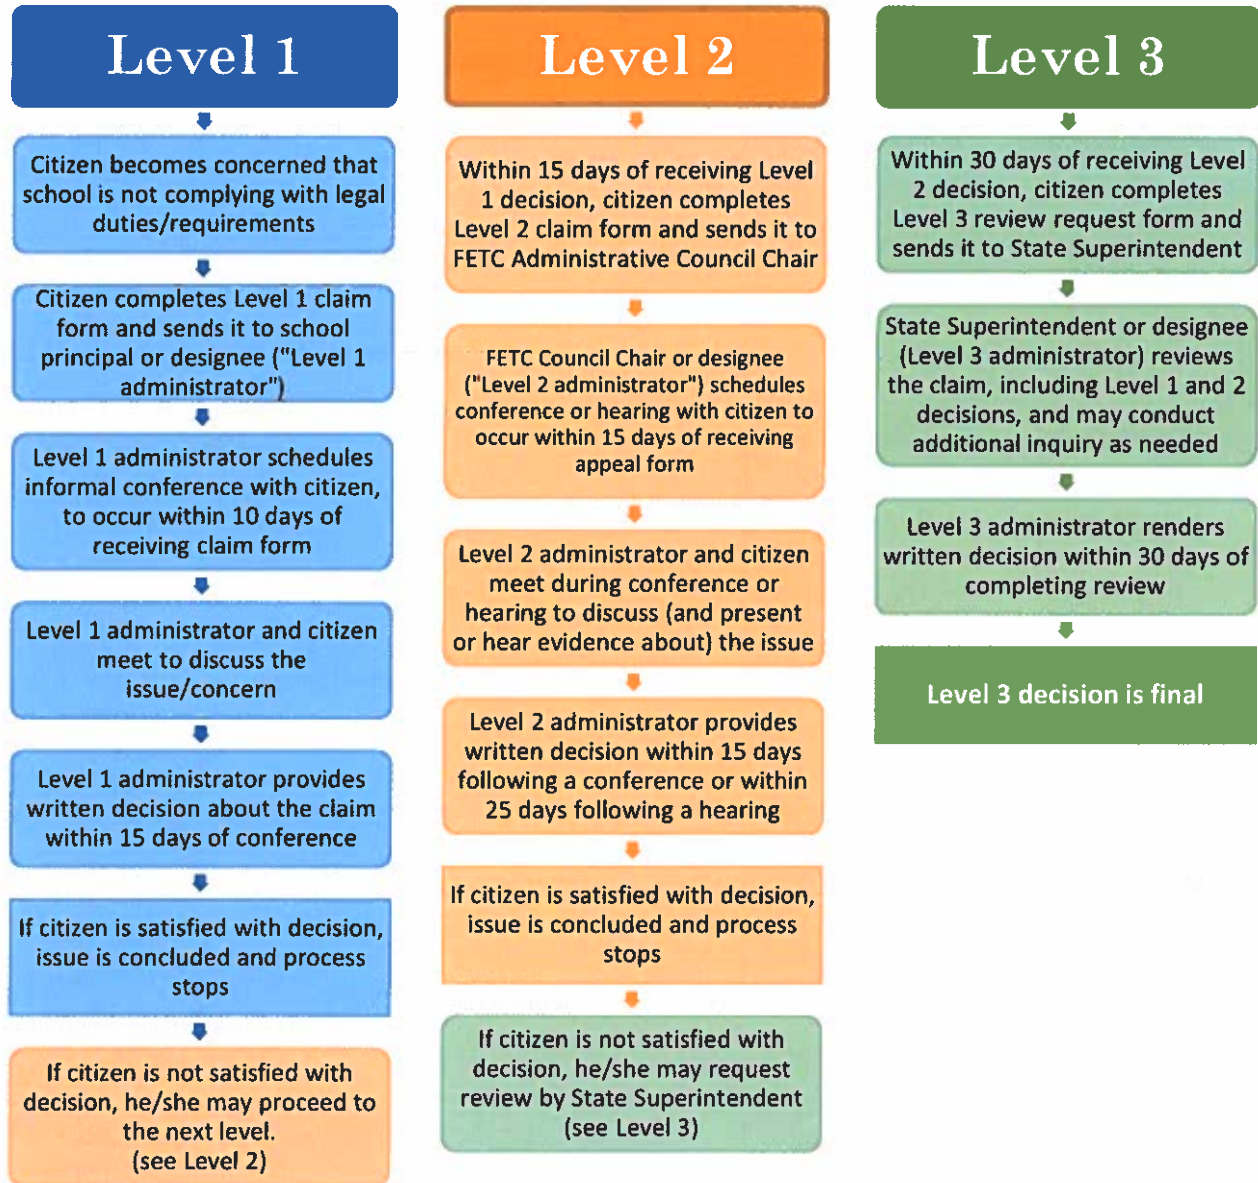 Level 1
Citizen becomes concerned that
school is not complying with legal
duties/requirements
Citizen completes Level 1 claim
form and sends it to school
principal or designee ("Level 1
administrator")
Level 1 administrator schedules
informal conference with citizen,
to occur within 10 days of
receiving claim form
Level 1 administrator and citizen
meet to discuss the
issue/concern
Level 1 administrator provides
written decision about the claim
within 15 days of conference
If citizen is satisfied with decision,
issue is concluded and process
stops
If citizen is not satisfied with
decision, he/she may proceed to
the next level.
(see Level 2)
Level 2
Within 15 days of receiving Level
1 decision, citizen completes
Level 2 claim form and sends it to
FETC Administrative Council Chair
FETC Council Chair or designee
("Level 2 administrator") schedules
conference or hearing with citizen to
occur within 15 days of receiving
appeal form
Level 2 administrator and citizen
meet during conference or
hearing to discuss (and present
or hear evidence about) the issue
Level 2 administrator provides
written decision within 15 days
following a conference or within
25 days following a hearing
If citizen is satisfied with decision,
issue is concluded and process
stops
If citizen is not satisfied with
decision, he/she may request
review by State Superintendent
(see Level 3)
Level 3
Within 30 days of receiving Level
2 decision, citizen completes
Level 3 review request form and
sends it to State Superintendent
State Superintendent or designee
(Level 3 administrator) reviews
the claim, including Level 1 and 2
decisions, and may conduct
additional inquiry as needed
Level 3 administrator renders
written decision within 30 days of
completing review
Level 3 decision is final